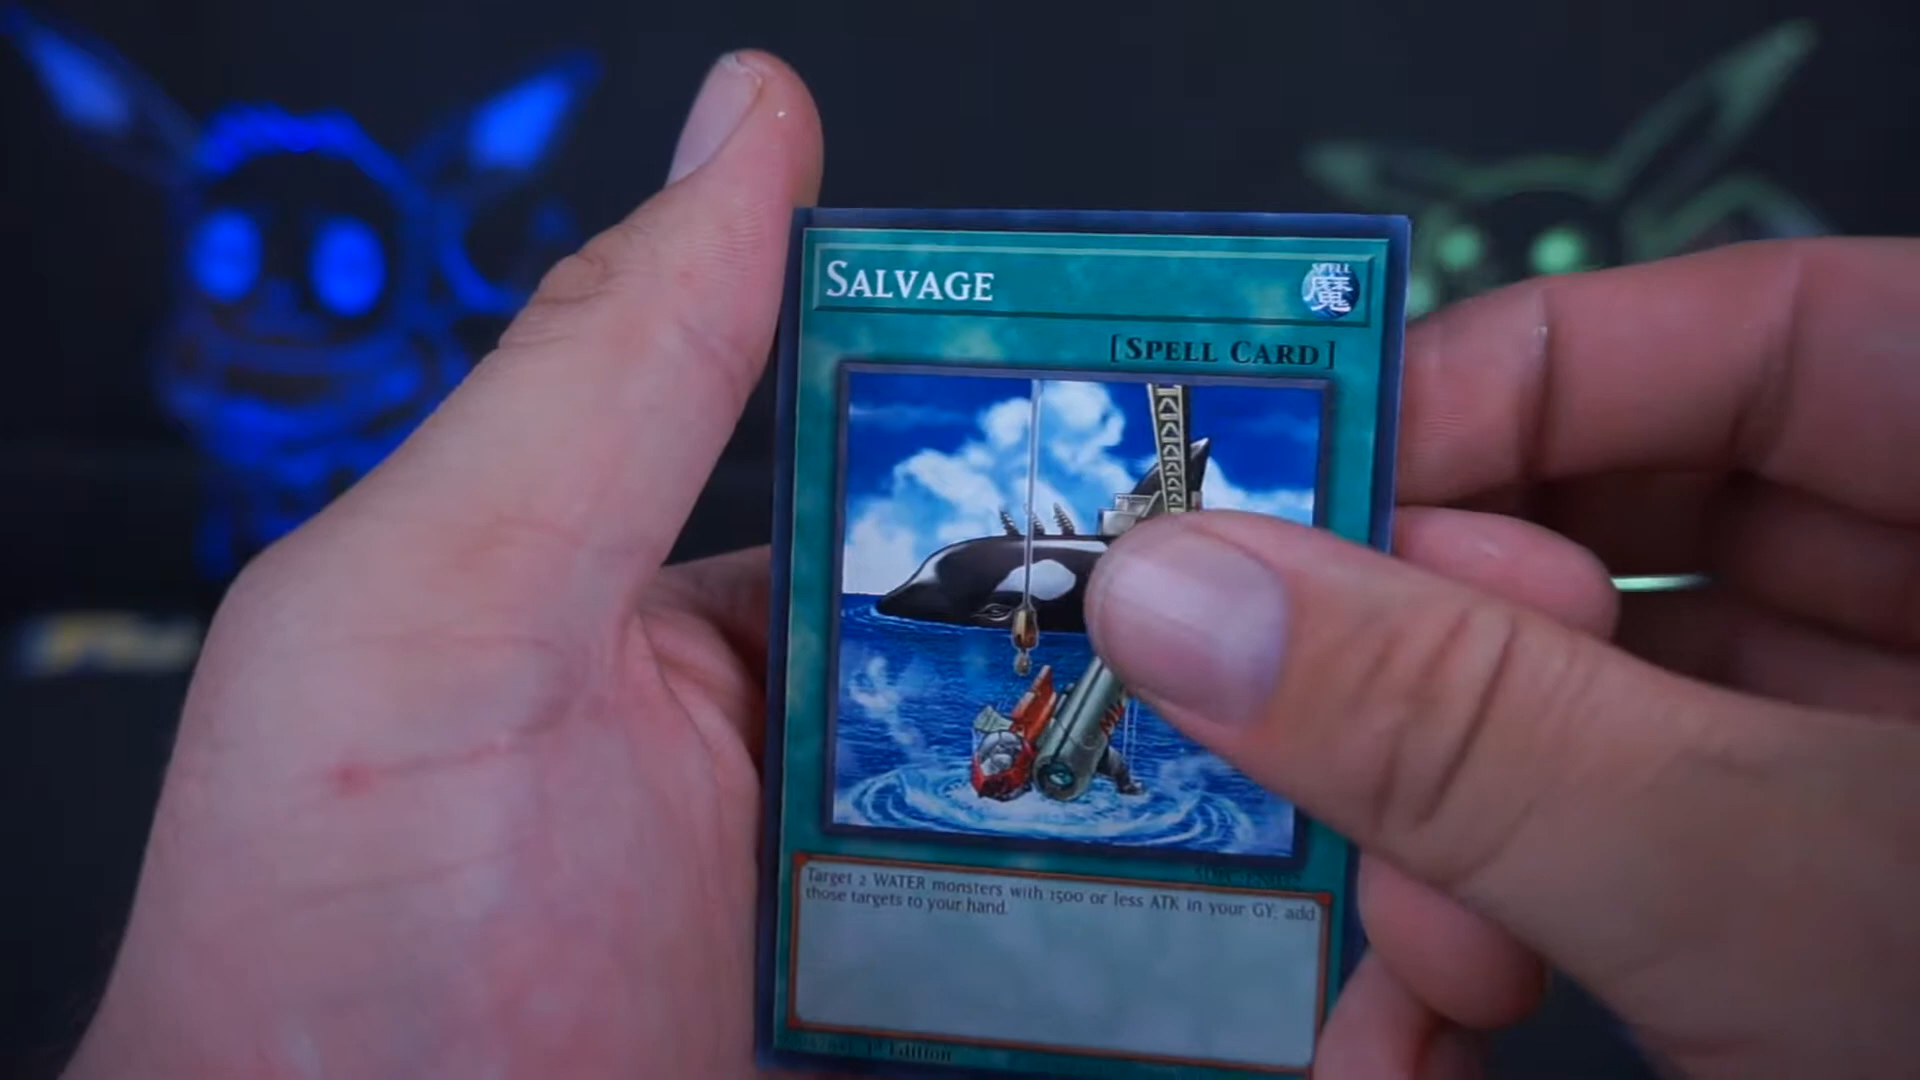 SALVAGE
SPELL
魔
[SPELL CARD]
Target 2 WATER monsters with 1500 or less ATK in your GY; add
those targets to your hand.
1st Edition